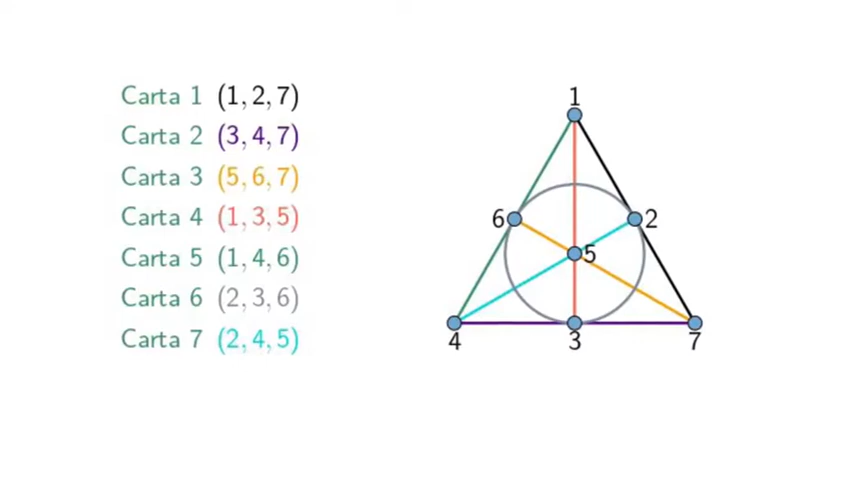 Carta 1 (1, 2, 7)
Carta 2 (3, 4, 7)
Carta 3 (5, 6, 7)
Carta 4 (1, 3, 5)
Carta 5 (1, 4, 6)
Carta 6 (2, 3, 6)
Carta 7 (2, 4, 5)
1
6 2
5
4 3 7